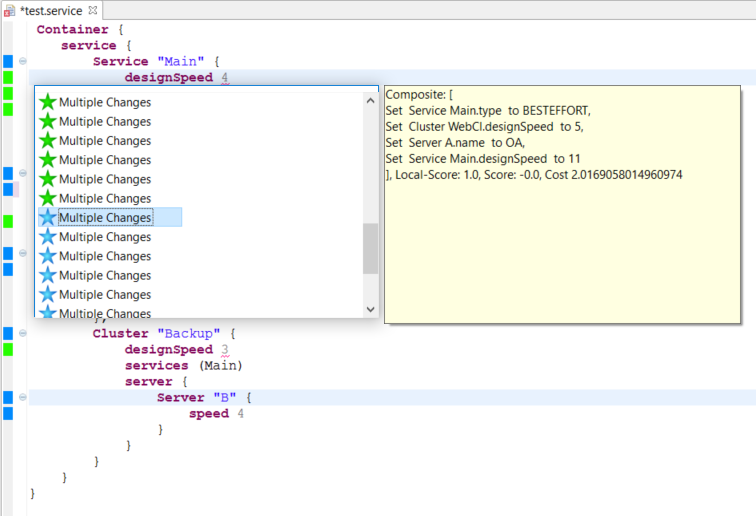 *test.service
Container {
service {
Service "Main" {
designSpeed 4
Multiple Changes
Multiple Changes
Multiple Changes
Multiple Changes
Multiple Changes
Multiple Changes
Multiple Changes
Multiple Changes
Multiple Changes
Multiple Changes
Multiple Changes
Multiple Changes
Composite: [
Set Service Main.type to BESTEFFORT,
Set Cluster WebCl.designSpeed to 5,
Set Server A.name to OA,
Set Service Main.designSpeed to 11
], Local-Score: 1.0, Score: -0.0, Cost 2.0169058014960974
},
Cluster "Backup" {
designSpeed 3
services (Main)
server {
Server "B" {
speed 4
}
}
}
}
}